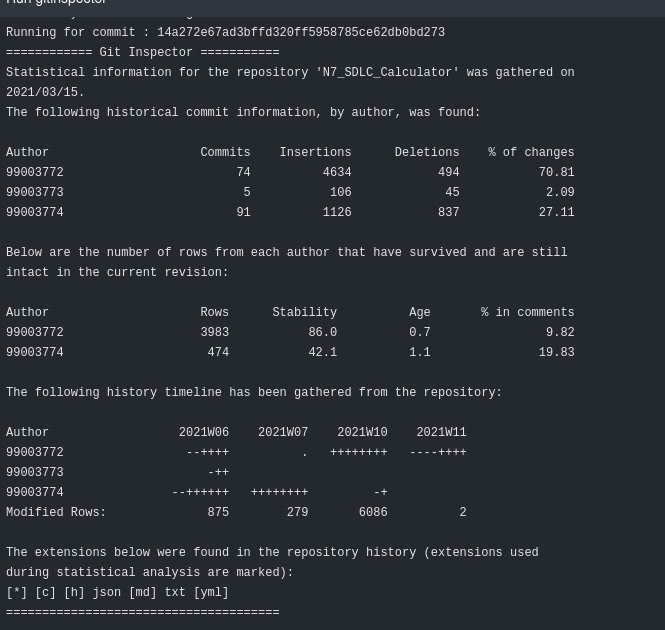 Run gitinspector
Running for commit : 14a272e67ad3bffd320ff5958785ce62db0bd273
============ Git Inspector ===========
Statistical information for the repository 'N7_SDLC_Calculator' was gathered on
2021/03/15.
The following historical commit information, by author, was found:
Author Commits Insertions Deletions % of changes
99003772 74 4634 494 70.81
99003773 5 106 45 2.09
99003774 91 1126 837 27.11
Below are the number of rows from each author that have survived and are still
intact in the current revision:
Author Rows Stability Age % in comments
99003772 3983 86.0 0.7 9.82
99003774 474 42.1 1.1 19.83
The following history timeline has been gathered from the repository:
Author 2021W06 2021W07 2021W10 2021W11
99003772 --++++ . ++++++++ ----++++
99003773 -++
99003774 --++++++ ++++++++ -+
Modified Rows: 875 279 6086 2
The extensions below were found in the repository history (extensions used
during statistical analysis are marked):
[*] [c] [h] json [md] txt [yml]
======================================